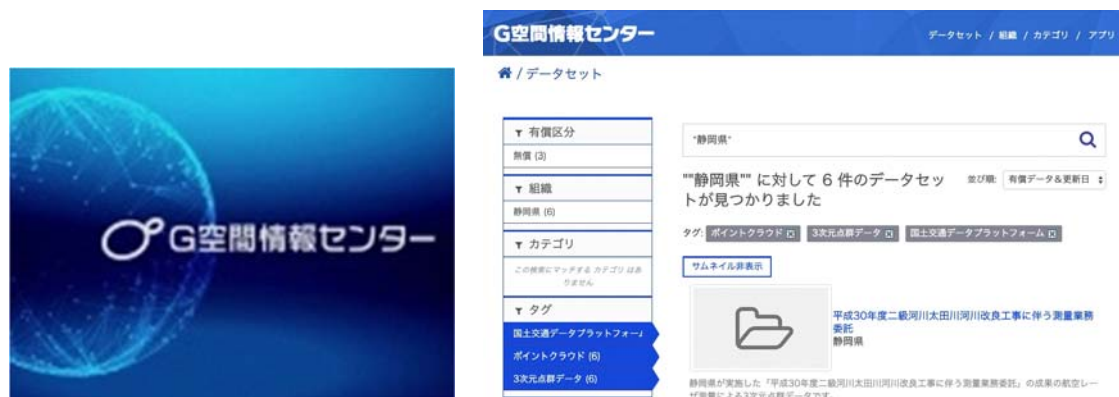 G空間情報センター
G空間情報センター
データセット / 組織 / カテゴリ / アプリ
/ データセット
有償区分
無償 (3)
組織
静岡県 (6)
カテゴリ
この検索にマッチする カテゴリ はあ
りません
タグ
国土交通データプラットフォーム
ポイントクラウド (6)
3次元点群データ (6)
"静岡県"
""静岡県"" に対して 6 件のデータセッ
トが見つかりました
並び順: 有償データ&更新日
タグ: ポイントクラウド 3次元点群データ 国土交通データプラットフォーム
サムネイル非表示
平成30年度二級河川太田川河川改良工事に伴う測量業務
委託
静岡県
静岡県が実施した「平成30年度二級河川太田川河川改良工事に伴う測量業務委託」の成果の航空レー
ザ測量による3次元点群データです